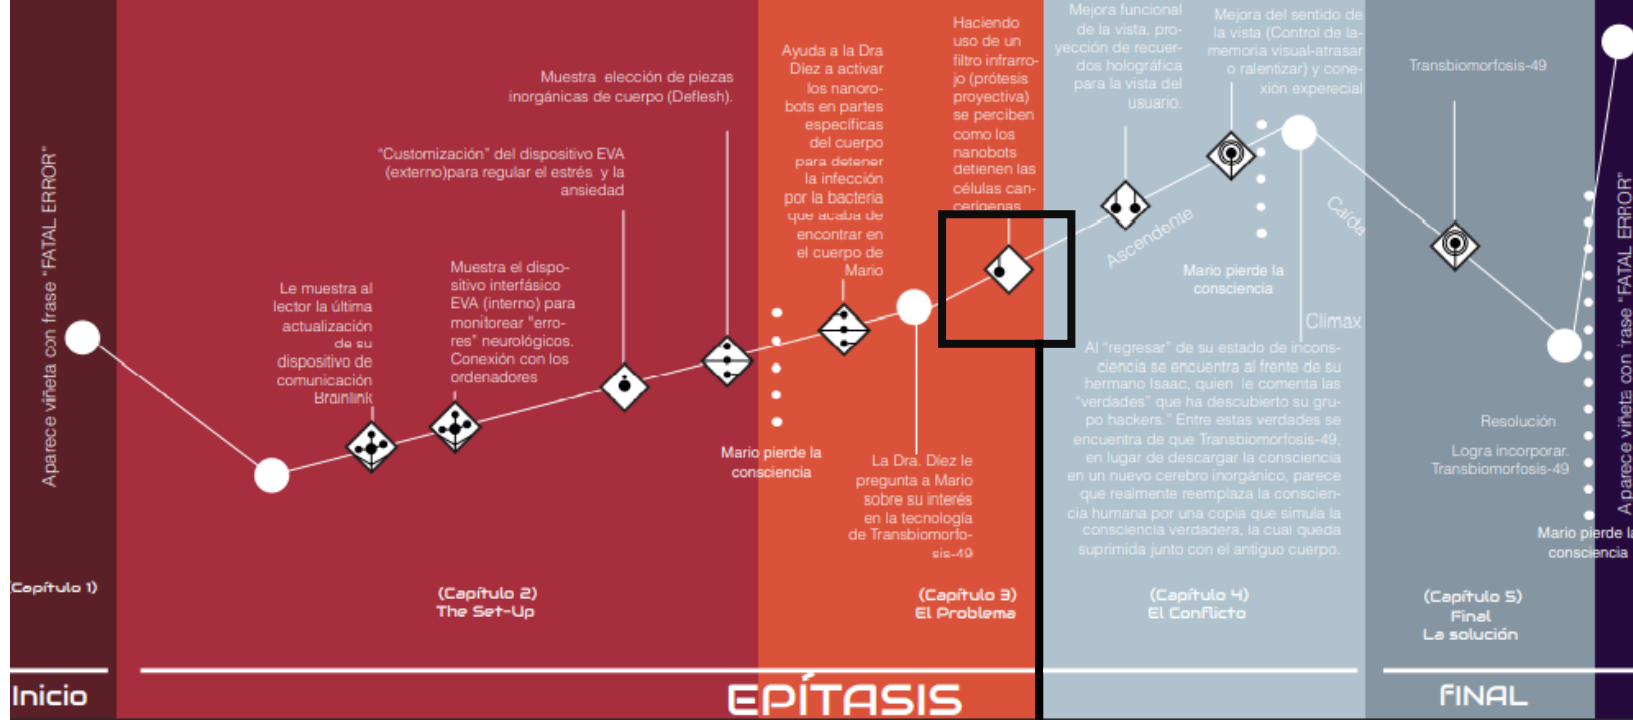 Aparece viñeta con frase "FATAL ERROR"
(Capítulo 1)
Inicio
Le muestra al
lector la última
actualización
de su
dispositivo de
comunicación
Brainlink
Muestra el dispo-
sitivo interfásico
EVA (interno) para
monitorear "erro-
res" neurológicos.
Conexión con los
ordenadores
"Customización" del dispositivo EVA
(externo)para regular el estrés y la
ansiedad
Muestra elección de piezas
inorgánicas de cuerpo (Deflesh).
Mario pierde la
consciencia
(Capítulo 2)
The Set-Up
Ayuda a la Dra
Diez a activar
los nanoro-
bots en partes
específicas
del cuerpo
para detener
la infección
por la bacteria
que acaba de
encontrar en
el cuerpo de
Mario
La Dra. Diez le
pregunta a Mario
sobre su interés
en la tecnología
de Transbiomorfo-
sis-49
Haciendo
uso de un
filtro infrarro-
jo (prótesis
proyectiva)
se perciben
como los
nanobots
detienen las
células can-
cerígenas
(Capítulo 3)
El Problema
EPÍTASIS
Mejora funcional
de la vista, pro-
yección de recuer-
dos holográfica
para la vista del
usuario.
Mejora del sentido de
la vista (Control de la-
memoria visual-atrasar
o ralentizar) y cone-
xión experecial
Ascendente
Mario pierde la
consciencia
Caída
Climax
Al "regresar" de su estado de incons-
ciencia se encuentra al frente de su
hermano Isaac, quien le comenta las
"verdades" que ha descubierto su gru-
po hackers." Entre estas verdades se
encuentra de que Transbiomorfosis-49,
en lugar de descargar la consciencia
en un nuevo cerebro inorgánico, parece
que realmente reemplaza la conscien-
cia humana por una copia que simula la
consciencia verdadera, la cual queda
suprimida junto con el antiguo cuerpo.
(Capítulo 4)
El Conflicto
Transbiomorfosis-49
Resolución
Logra incorporar.
Transbiomorfosis-49
Mario pierde la
consciencia
(Capítulo 5)
Final
La solución
FINAL
Aparece viñeta con frase "FATAL ERROR"